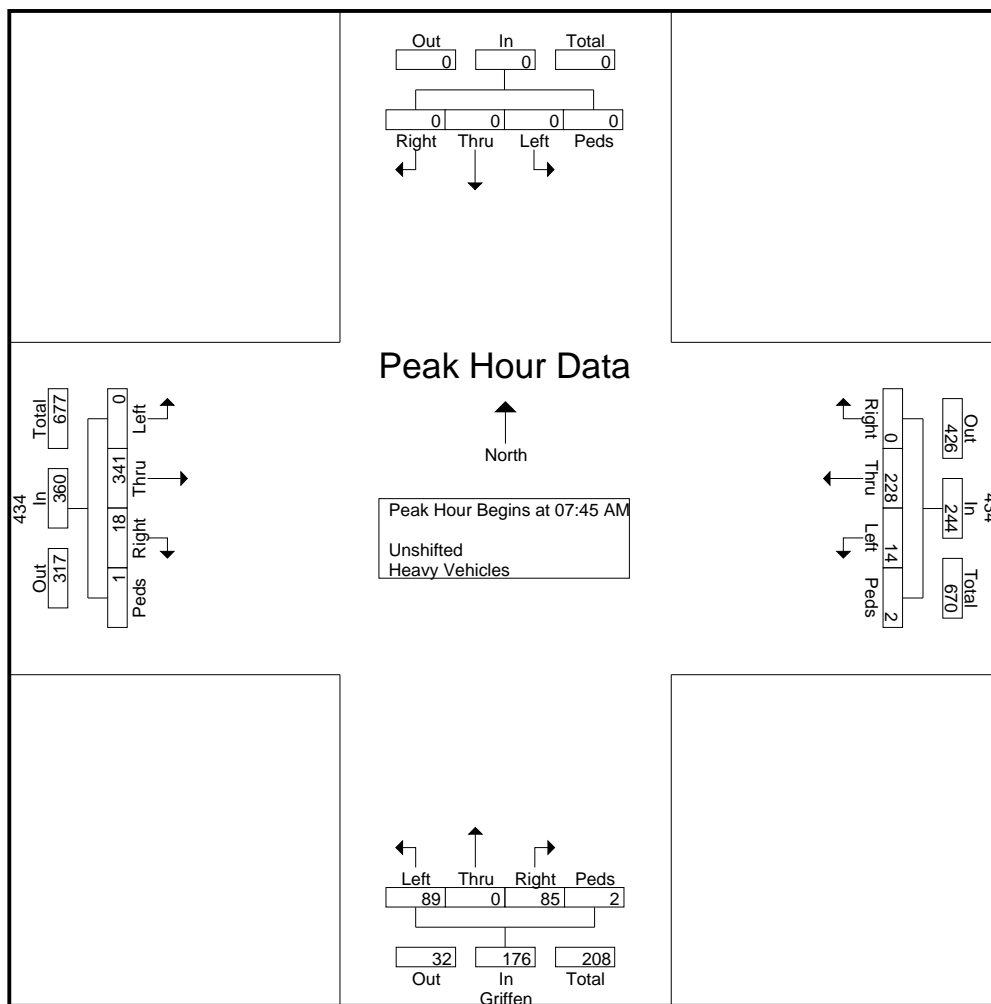 Out In Total
0 0 0
0 0 0 0
Right Thru Left Peds
Peak Hour Data
North
Peak Hour Begins at 07:45 AM
Unshifted
Heavy Vehicles
Left Thru Right Peds
0 341 18 1
Total In Out
677 360 317
434
Right Thru Left Peds
0 228 14 2
Out In Total
426 244 670
434
Left Thru Right Peds
89 0 85 2
32 176 208
Out In Total
Griffen